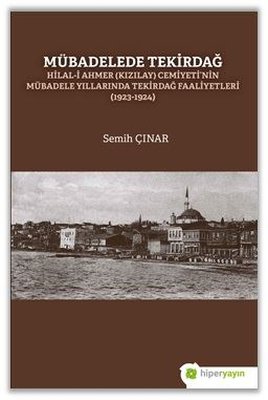 MÜBADELEDE TEKİRDAĞ
HİLAL-İ AHMER (KIZILAY) CEMİYETİ'NİN
MÜBADELE YILLARINDA TEKİRDAĞ FAALİYETLERİ
(1923-1924)
Semih ÇINAR
hiperyayın